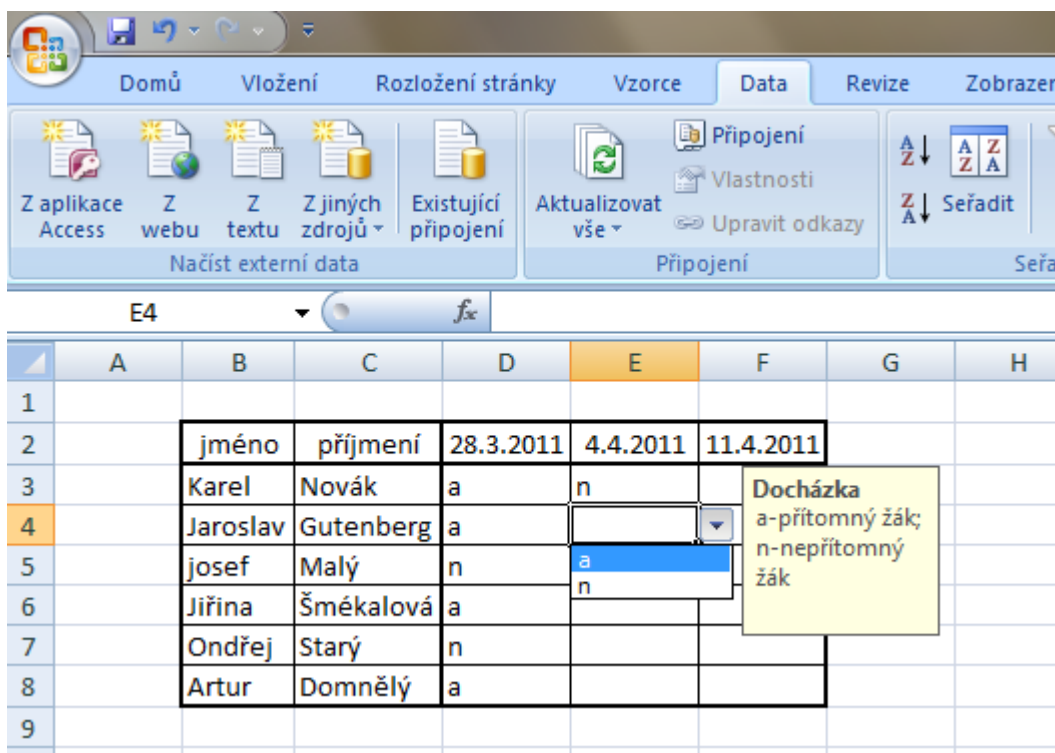 Domů Vložení Rozložení stránky Vzorce Data Revize Zobrazen
Z aplikace Access
Z webu
Z textu
Z jiných zdrojů
Existující připojení
Aktualizovat vše
Připojení
Vlastnosti
Upravit odkazy
A Z
Z A
A Z Z A
Seřadit
Načíst externí data
Připojení
Seřa
E4 fx
A B C D E F G H
1
2 jméno příjmení 28.3.2011 4.4.2011 11.4.2011
3 Karel Novák a n
4 Jaroslav Gutenberg a
5 josef Malý n
6 Jiřina Šmékalová a
7 Ondřej Starý n
8 Artur Domnělý a
9
a
n
Docházka
a-přítomný žák;
n-nepřítomný
žák